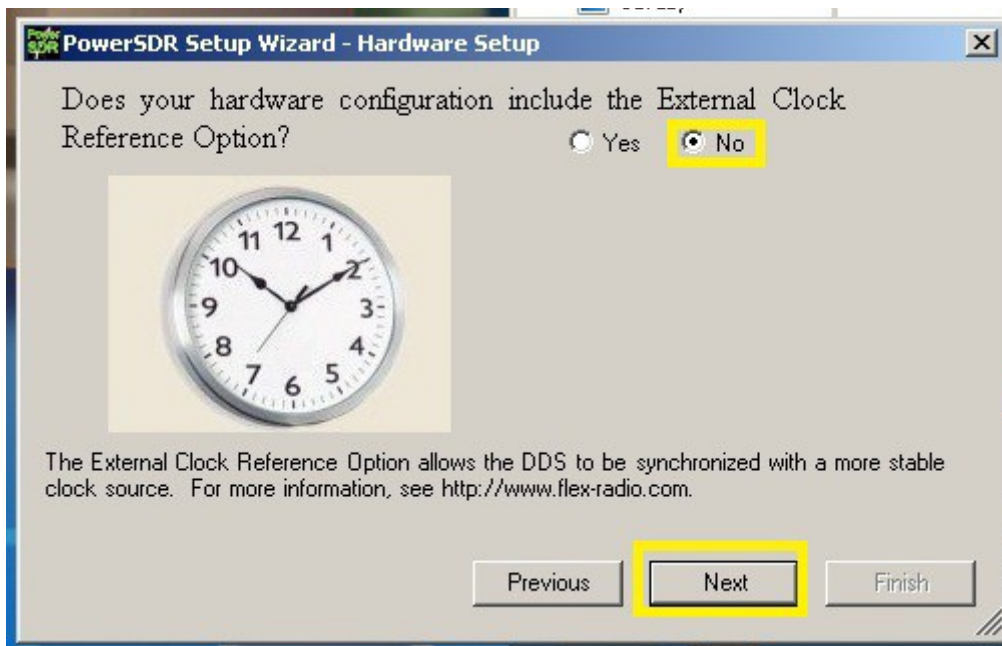 PowerSDR Setup Wizard - Hardware Setup
Does your hardware configuration include the External Clock
Reference Option?
Yes
No
12
1
2
3
4
5
6
7
8
9
10
11
The External Clock Reference Option allows the DDS to be synchronized with a more stable
clock source. For more information, see http://www.flex-radio.com.
Previous
Next
Finish